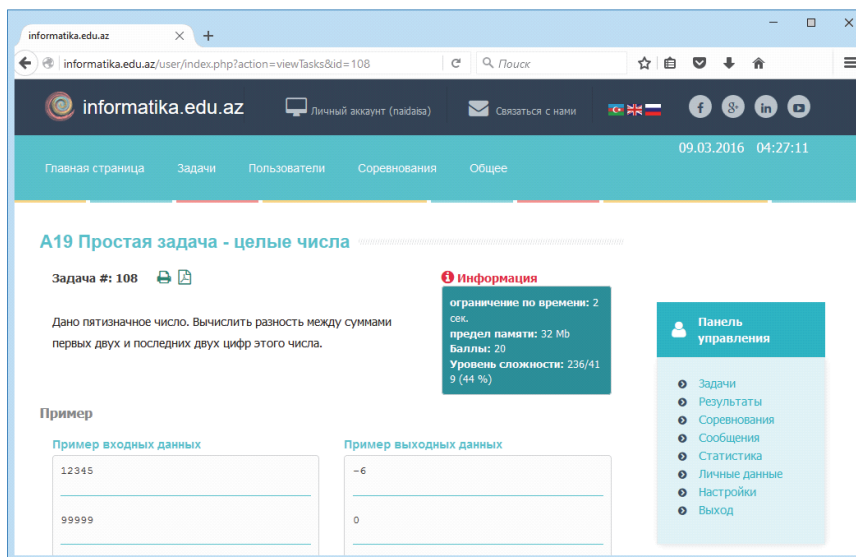 informatika.edu.az
informatika.edu.az/user/index.php?action=viewTasks&id=108
Поиск
informatika.edu.az
Личный аккаунт (naidaisa)
Связаться с нами
09.03.2016 04:27:11
Главная страница Задачи Пользователи Соревнования Общее
A19 Простая задача - целые числа
Задача #: 108
Информация
Дано пятизначное число. Вычислить разность между суммами
первых двух и последних двух цифр этого числа.
ограничение по времени: 2
сек.
предел памяти: 32 Mb
Баллы: 20
Уровень сложности: 236/41
9 (44 %)
Панель
управления
Задачи
Результаты
Соревнования
Сообщения
Статистика
Личные данные
Настройки
Выход
Пример
Пример входных данных
12345
99999
Пример выходных данных
-6
0